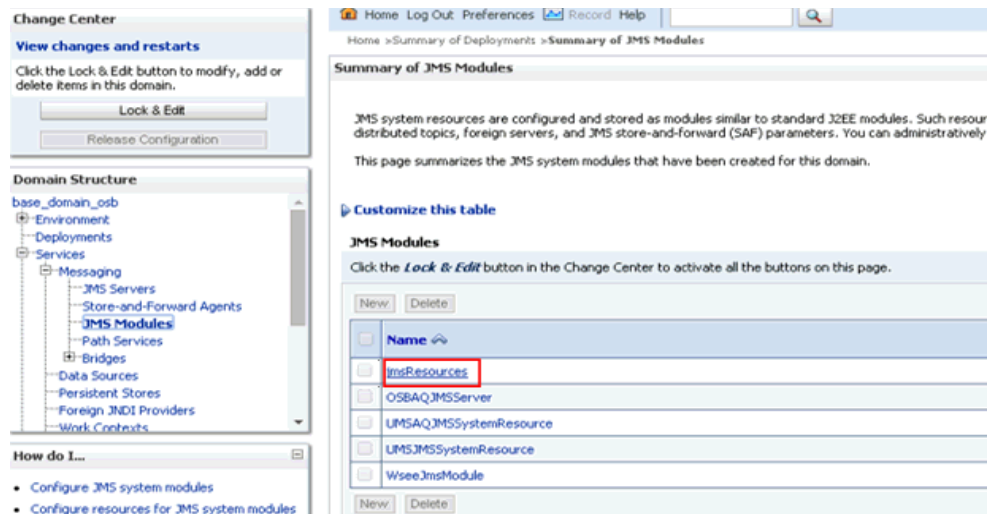 Change Center
View changes and restarts
Click the Lock & Edit button to modify, add or
delete items in this domain.
Lock & Edit
Release Configuration
Domain Structure
base_domain_osb
Environment
Deployments
Services
Messaging
JMS Servers
Store-and-Forward Agents
JMS Modules
Path Services
Bridges
Data Sources
Persistent Stores
Foreign JNDI Providers
Work Contexts
How do I...
Configure JMS system modules
Configure resources for JMS system modules
Home Log Out Preferences Record Help
Home >Summary of Deployments >Summary of JMS Modules
Summary of JMS Modules
JMS system resources are configured and stored as modules similar to standard J2EE modules. Such resour
distributed topics, foreign servers, and JMS store-and-forward (SAF) parameters. You can administratively
This page summarizes the JMS system modules that have been created for this domain.
Customize this table
JMS Modules
Click the Lock & Edit button in the Change Center to activate all the buttons on this page.
New Delete
Name
jmsResources
OSBAQJMSServer
UMSAQJMSSystemResource
UMSJMSSystemResource
WseeJmsModule
New Delete